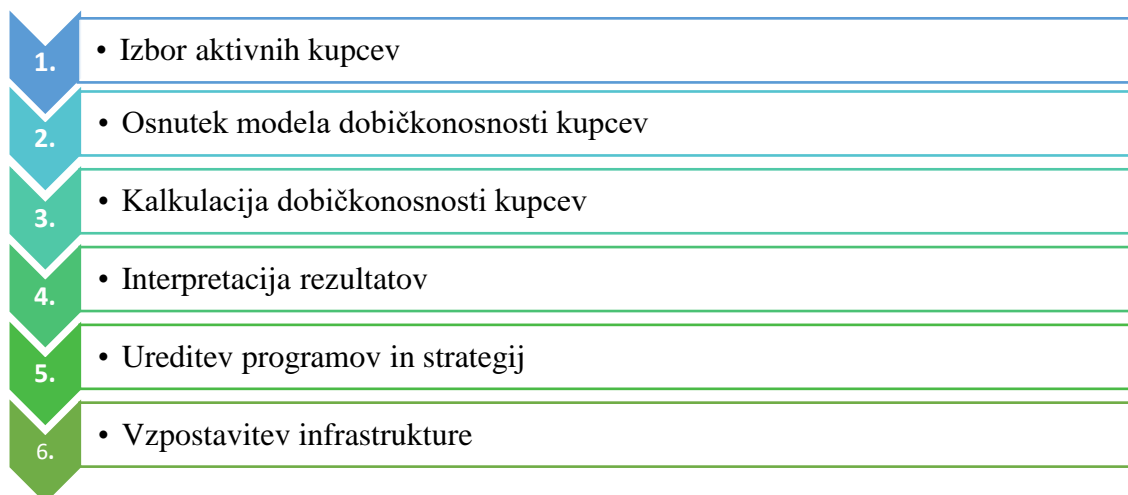 1. • Izbor aktivnih kupcev
2. • Osnutek modela dobičkonosnosti kupcev
3. • Kalkulacija dobičkonosnosti kupcev
4. • Interpretacija rezultatov
5. • Ureditev programov in strategij
6. • Vzpostavitev infrastrukture